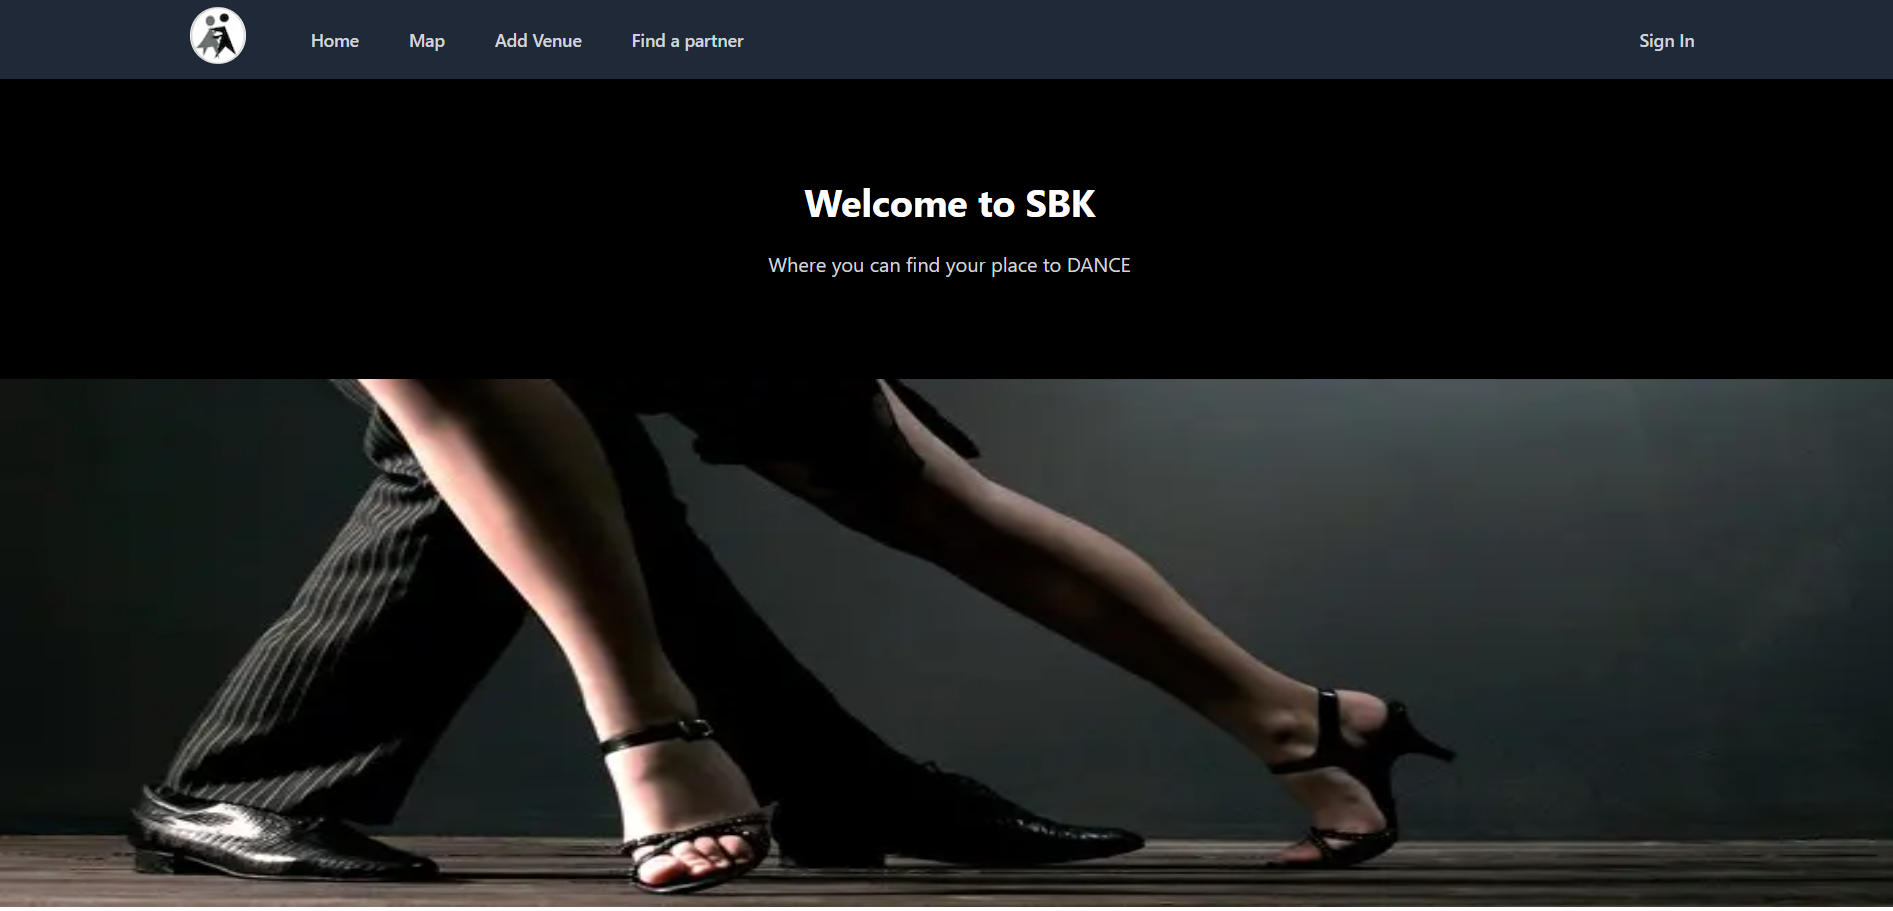 Home Map Add Venue Find a partner Sign In
Welcome to SBK
Where you can find your place to DANCE